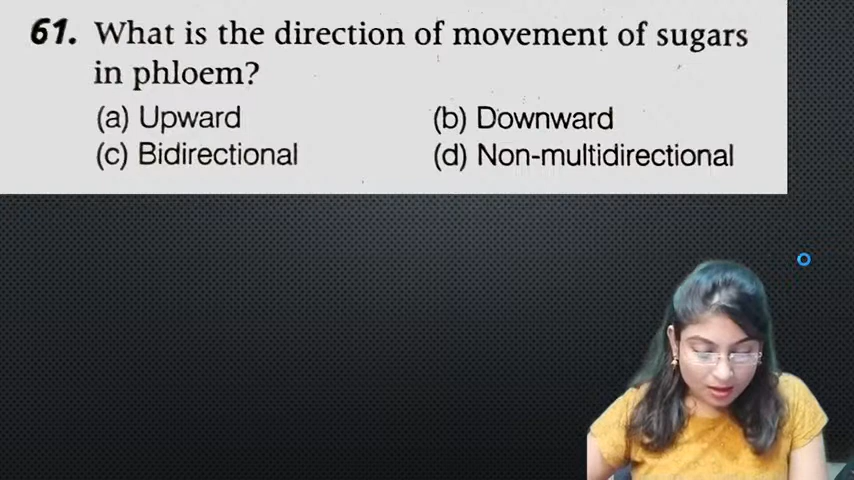 61. What is the direction of movement of sugars
in phloem?
(a) Upward (b) Downward
(c) Bidirectional (d) Non-multidirectional